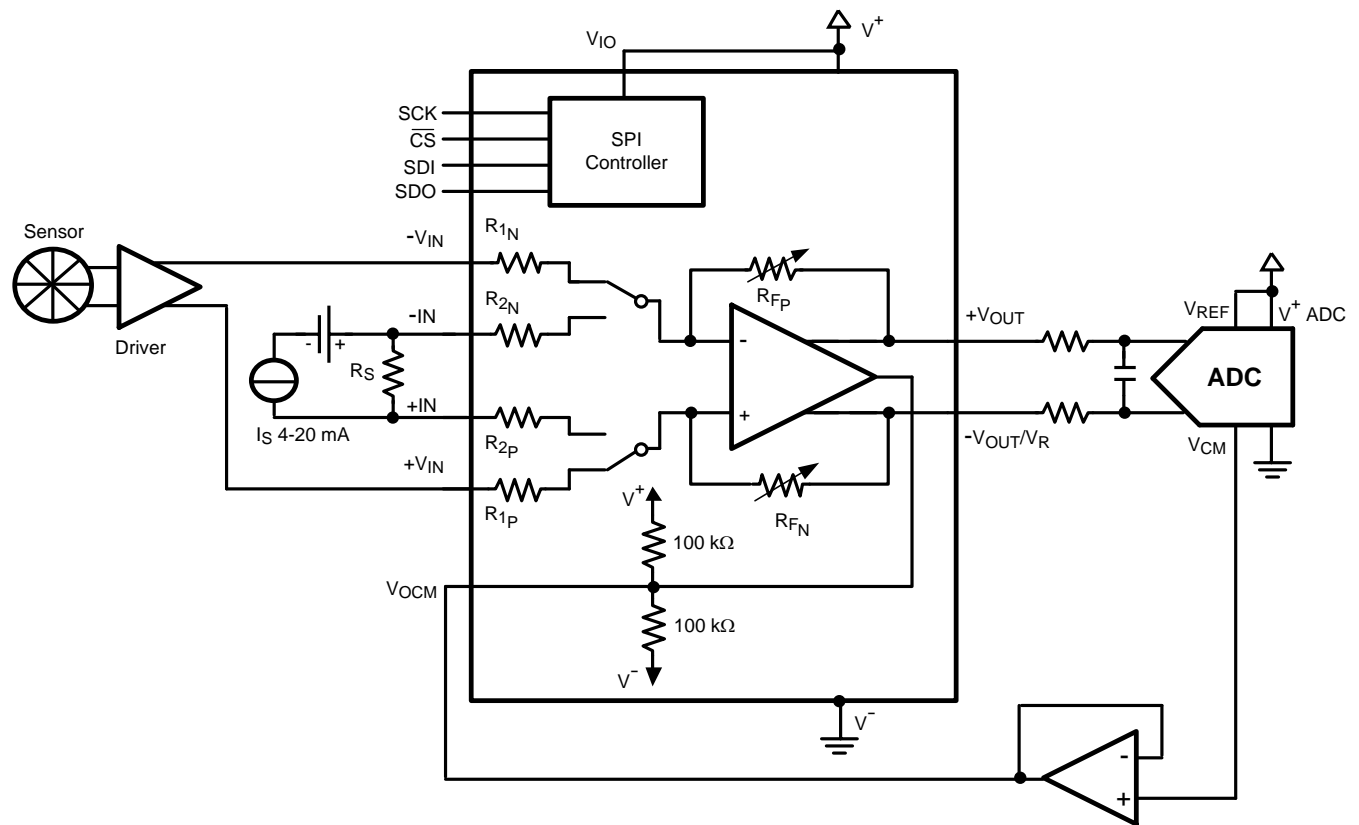 V+
VIO
SCK
CS
SDI
SDO
SPI
Controller
Sensor
-VIN
R1N
Driver
-IN
R2N
RFP
- +
RS
+IN
IS 4-20 mA
R2P
+VIN
R1P
-
+
+VOUT
-VOUT/VR
RFN
VREF
V+ ADC
ADC
VCM
V+
100 kΩ
VOCM
100 kΩ
V-
V-
-
+